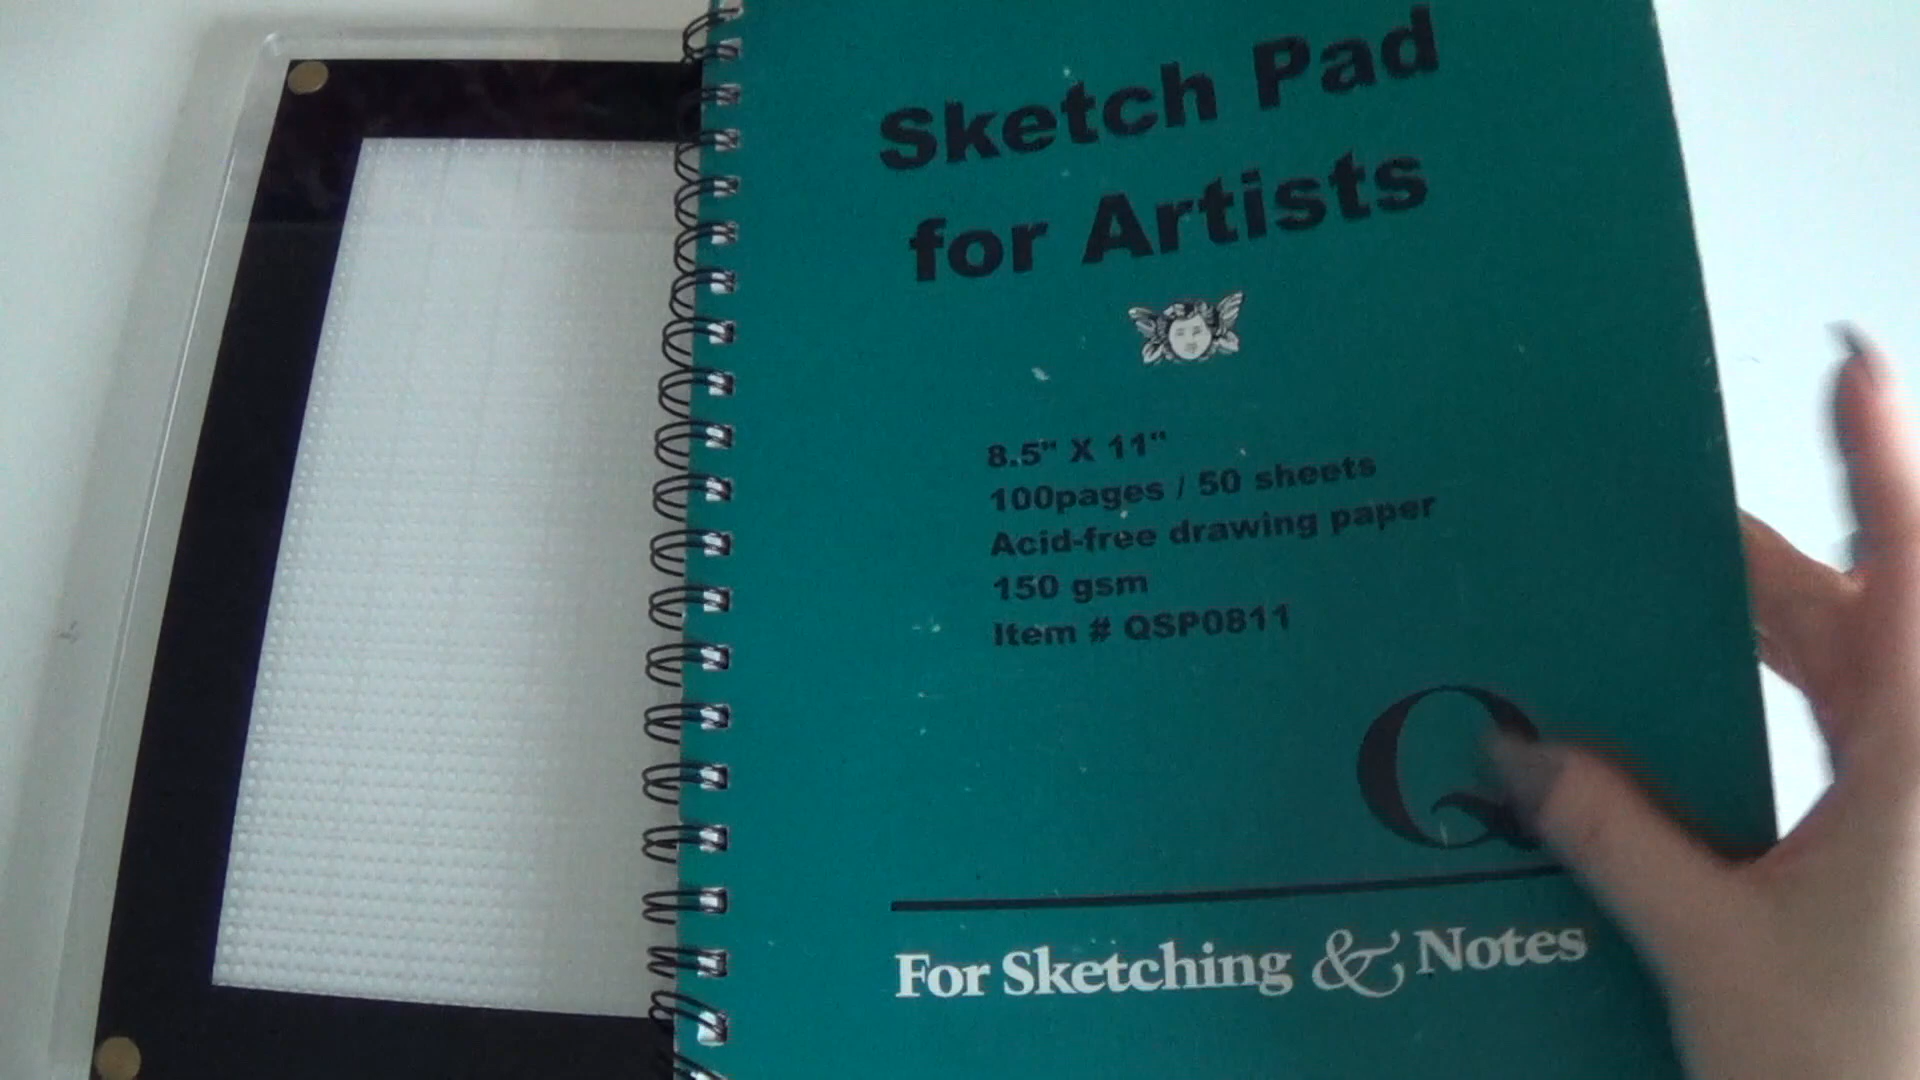 Sketch Pad
for Artists
8.5" X 11"
100pages / 50 sheets
Acid-free drawing paper
150 gsm
Item # QSP0811
Q
For Sketching & Notes